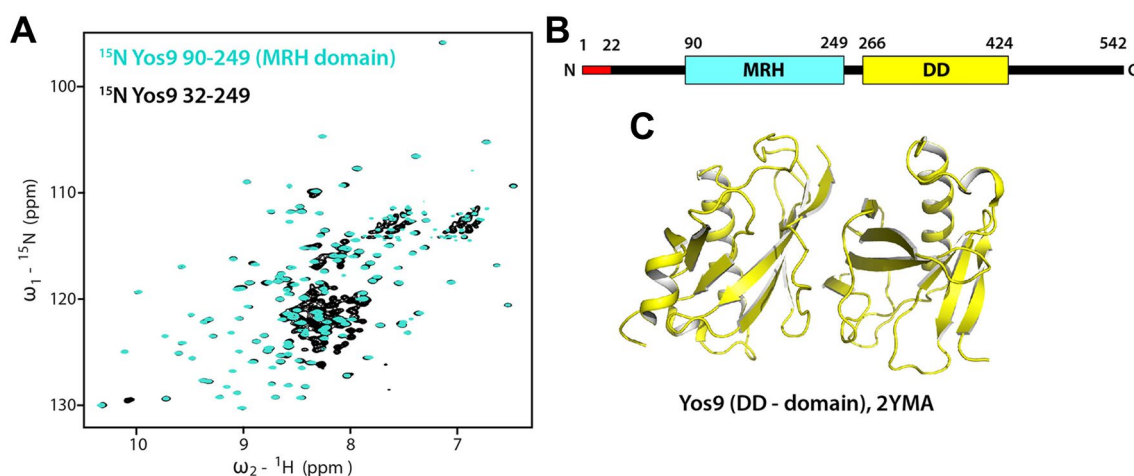 A
¹⁵N Yos9 90-249 (MRH domain)
¹⁵N Yos9 32-249
100
110
120
130
ω₁ - ¹⁵N (ppm)
10
9
8
7
ω₂ - ¹H (ppm)
B
1
22
90
249
266
424
542
N
MRH
DD
C
Yos9 (DD - domain), 2YMA